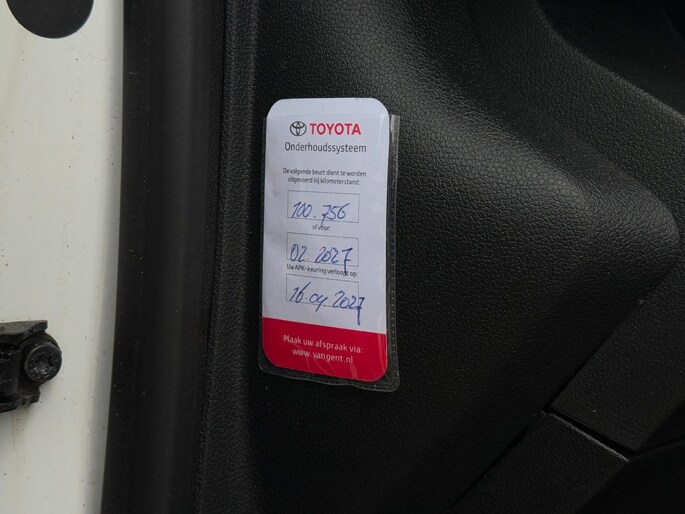 TOYOTA
Onderhoudssysteem
De volgende beurt dient te worden
uitgevoerd bij kilometerstand:
100.756
of voor:
02.2027
Uw APK-keuring verloopt op:
16.04.2027
Maak uw afspraak via:
www.vangent.nl